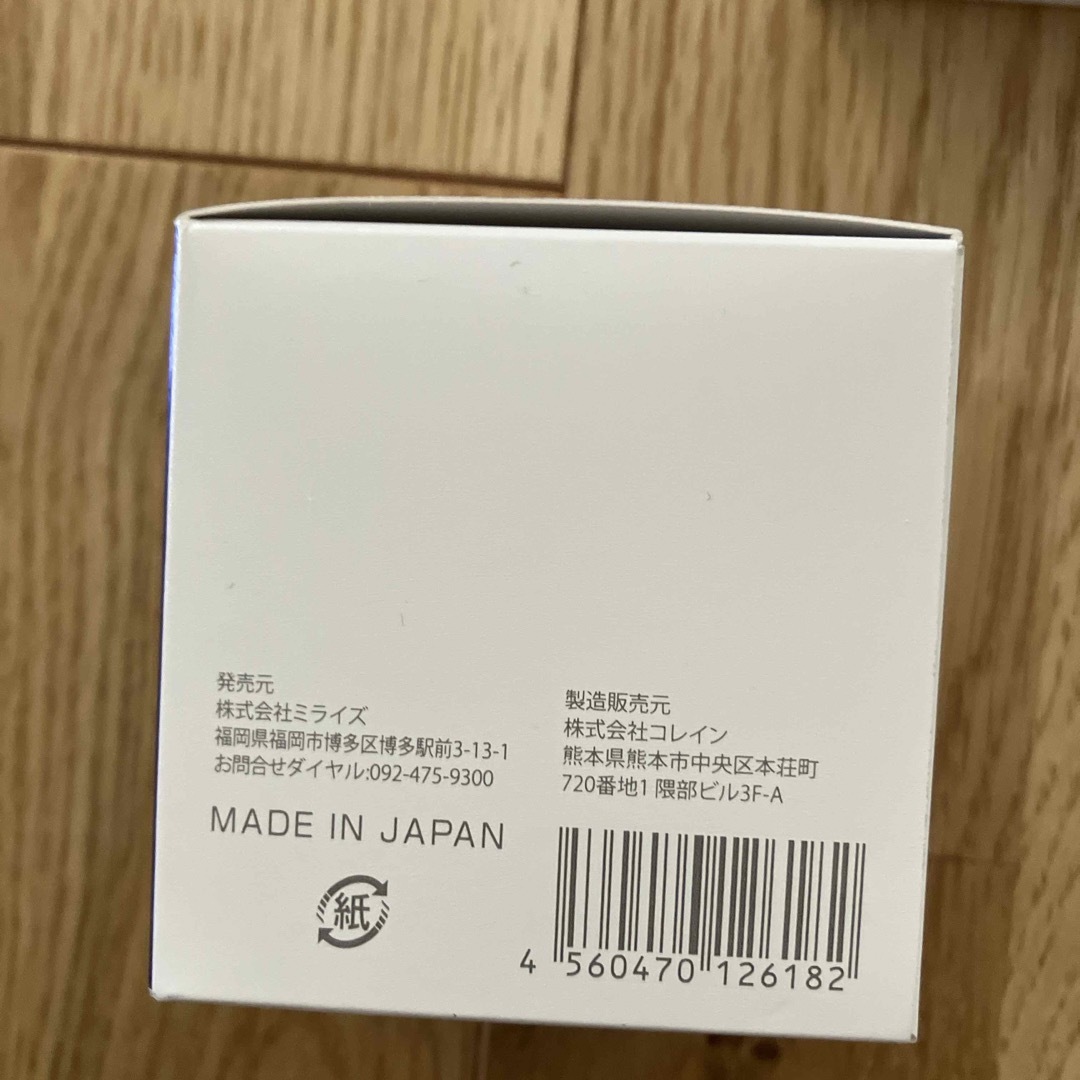 発売元
株式会社ミライズ
福岡県福岡市博多区博多駅前3-13-1
お問合せダイヤル:092-475-9300
MADE IN JAPAN
紙
製造販売元
株式会社コレイン
熊本県熊本市中央区本荘町
720番地1 隈部ビル3F-A
4 560470 126182